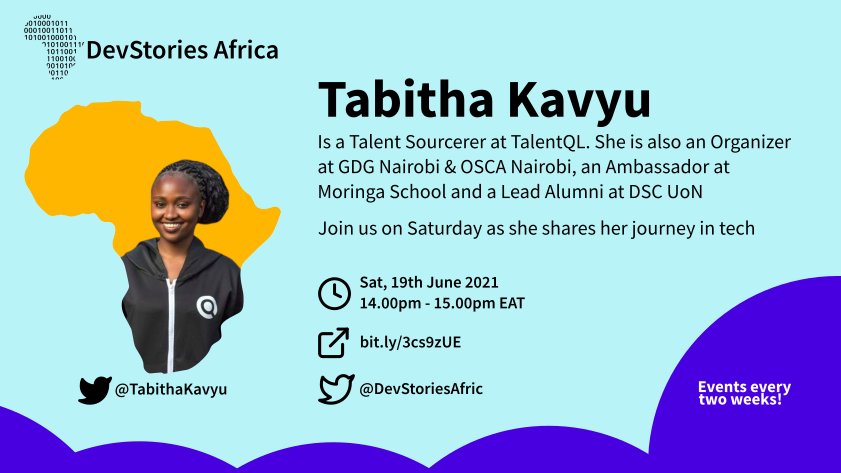 DevStories Africa
Tabitha Kavyu
Is a Talent Sourcerer at TalentQL. She is also an Organizer
at GDG Nairobi & OSCA Nairobi, an Ambassador at
Moringa School and a Lead Alumni at DSC UoN
Join us on Saturday as she shares her journey in tech
Sat, 19th June 2021
14.00pm - 15.00pm EAT
bit.ly/3cs9zUE
@TabithaKavyu
@DevStoriesAfric
Events every
two weeks!